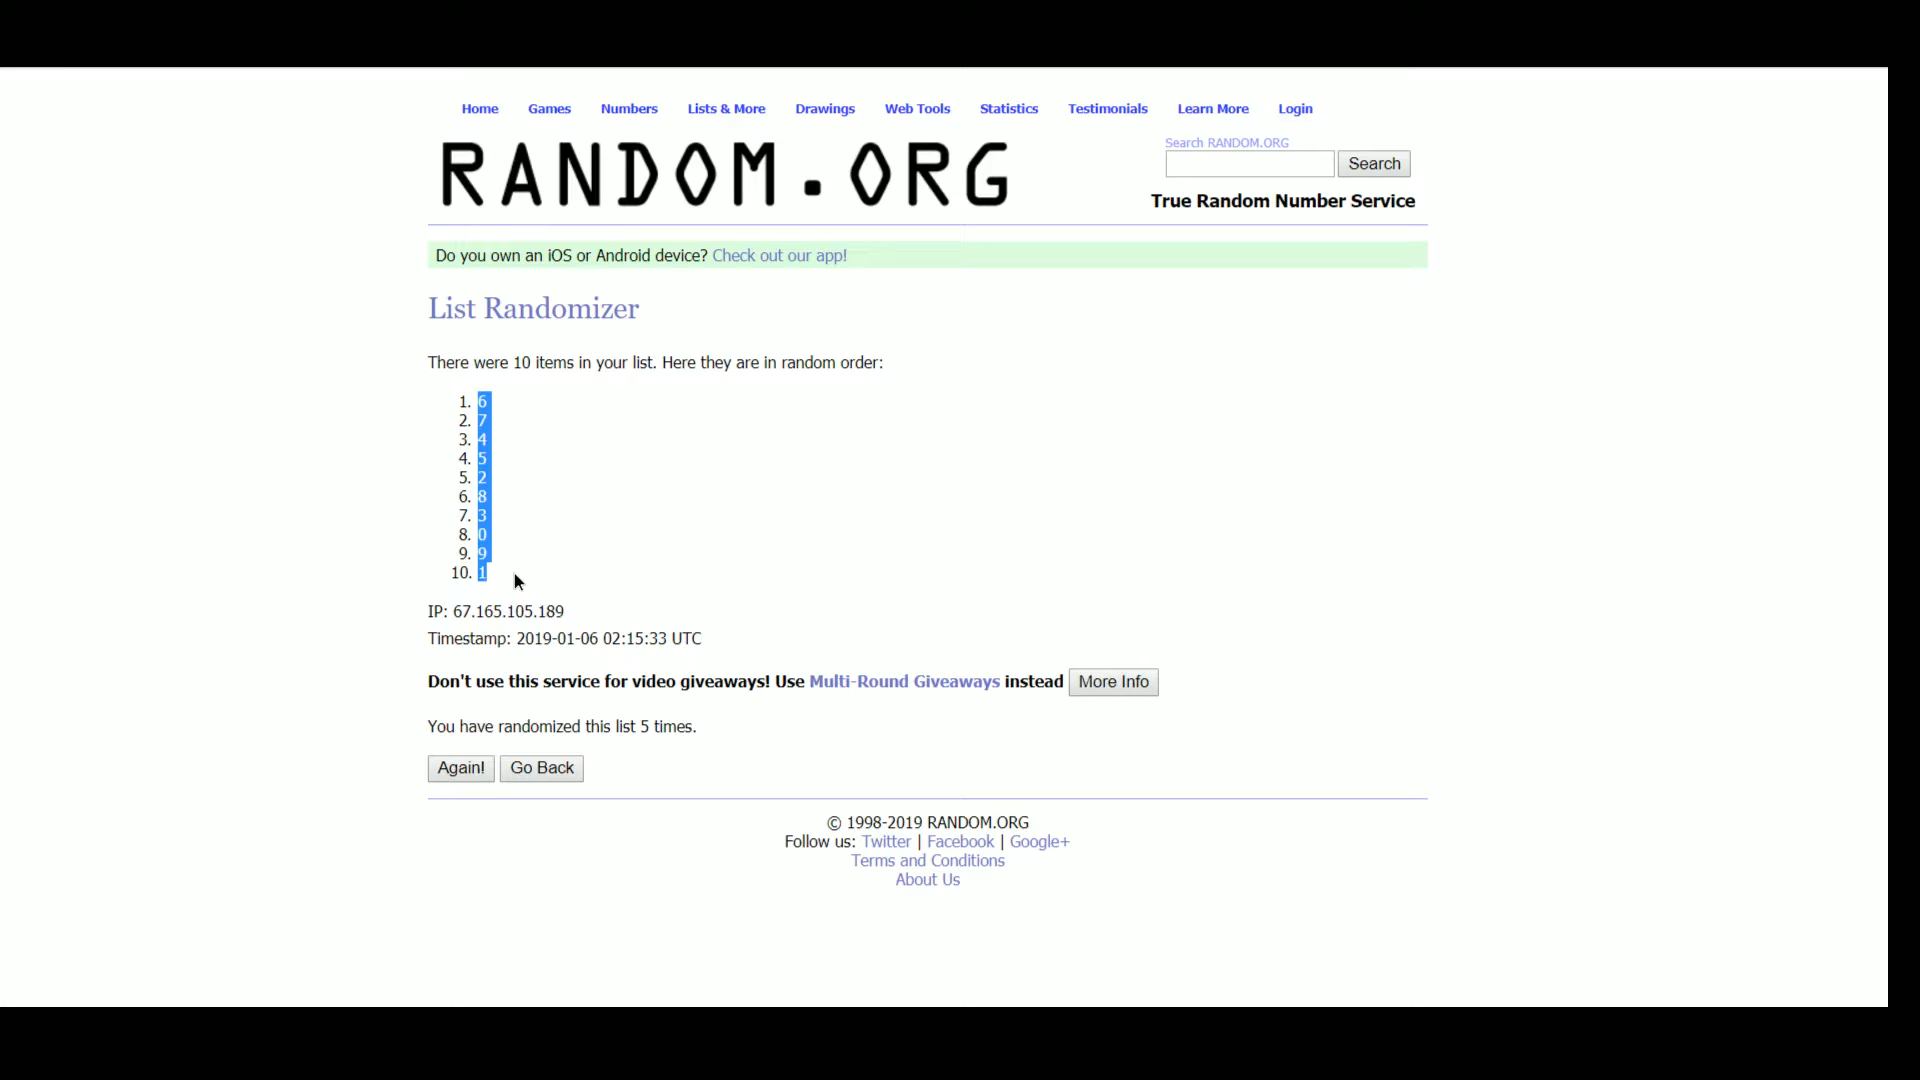 Home Games Numbers Lists & More Drawings Web Tools Statistics Testimonials Learn More Login
RANDOM.ORG
Search RANDOM.ORG
Search
True Random Number Service
Do you own an iOS or Android device? Check out our app!
List Randomizer
There were 10 items in your list. Here they are in random order:
1. 6
2. 7
3. 4
4. 5
5. 2
6. 8
7. 3
8. 0
9. 9
10. 1
IP: 67.165.105.189
Timestamp: 2019-01-06 02:15:33 UTC
Don't use this service for video giveaways! Use Multi-Round Giveaways instead More Info
You have randomized this list 5 times.
Again! Go Back
© 1998-2019 RANDOM.ORG
Follow us: Twitter | Facebook | Google+
Terms and Conditions
About Us